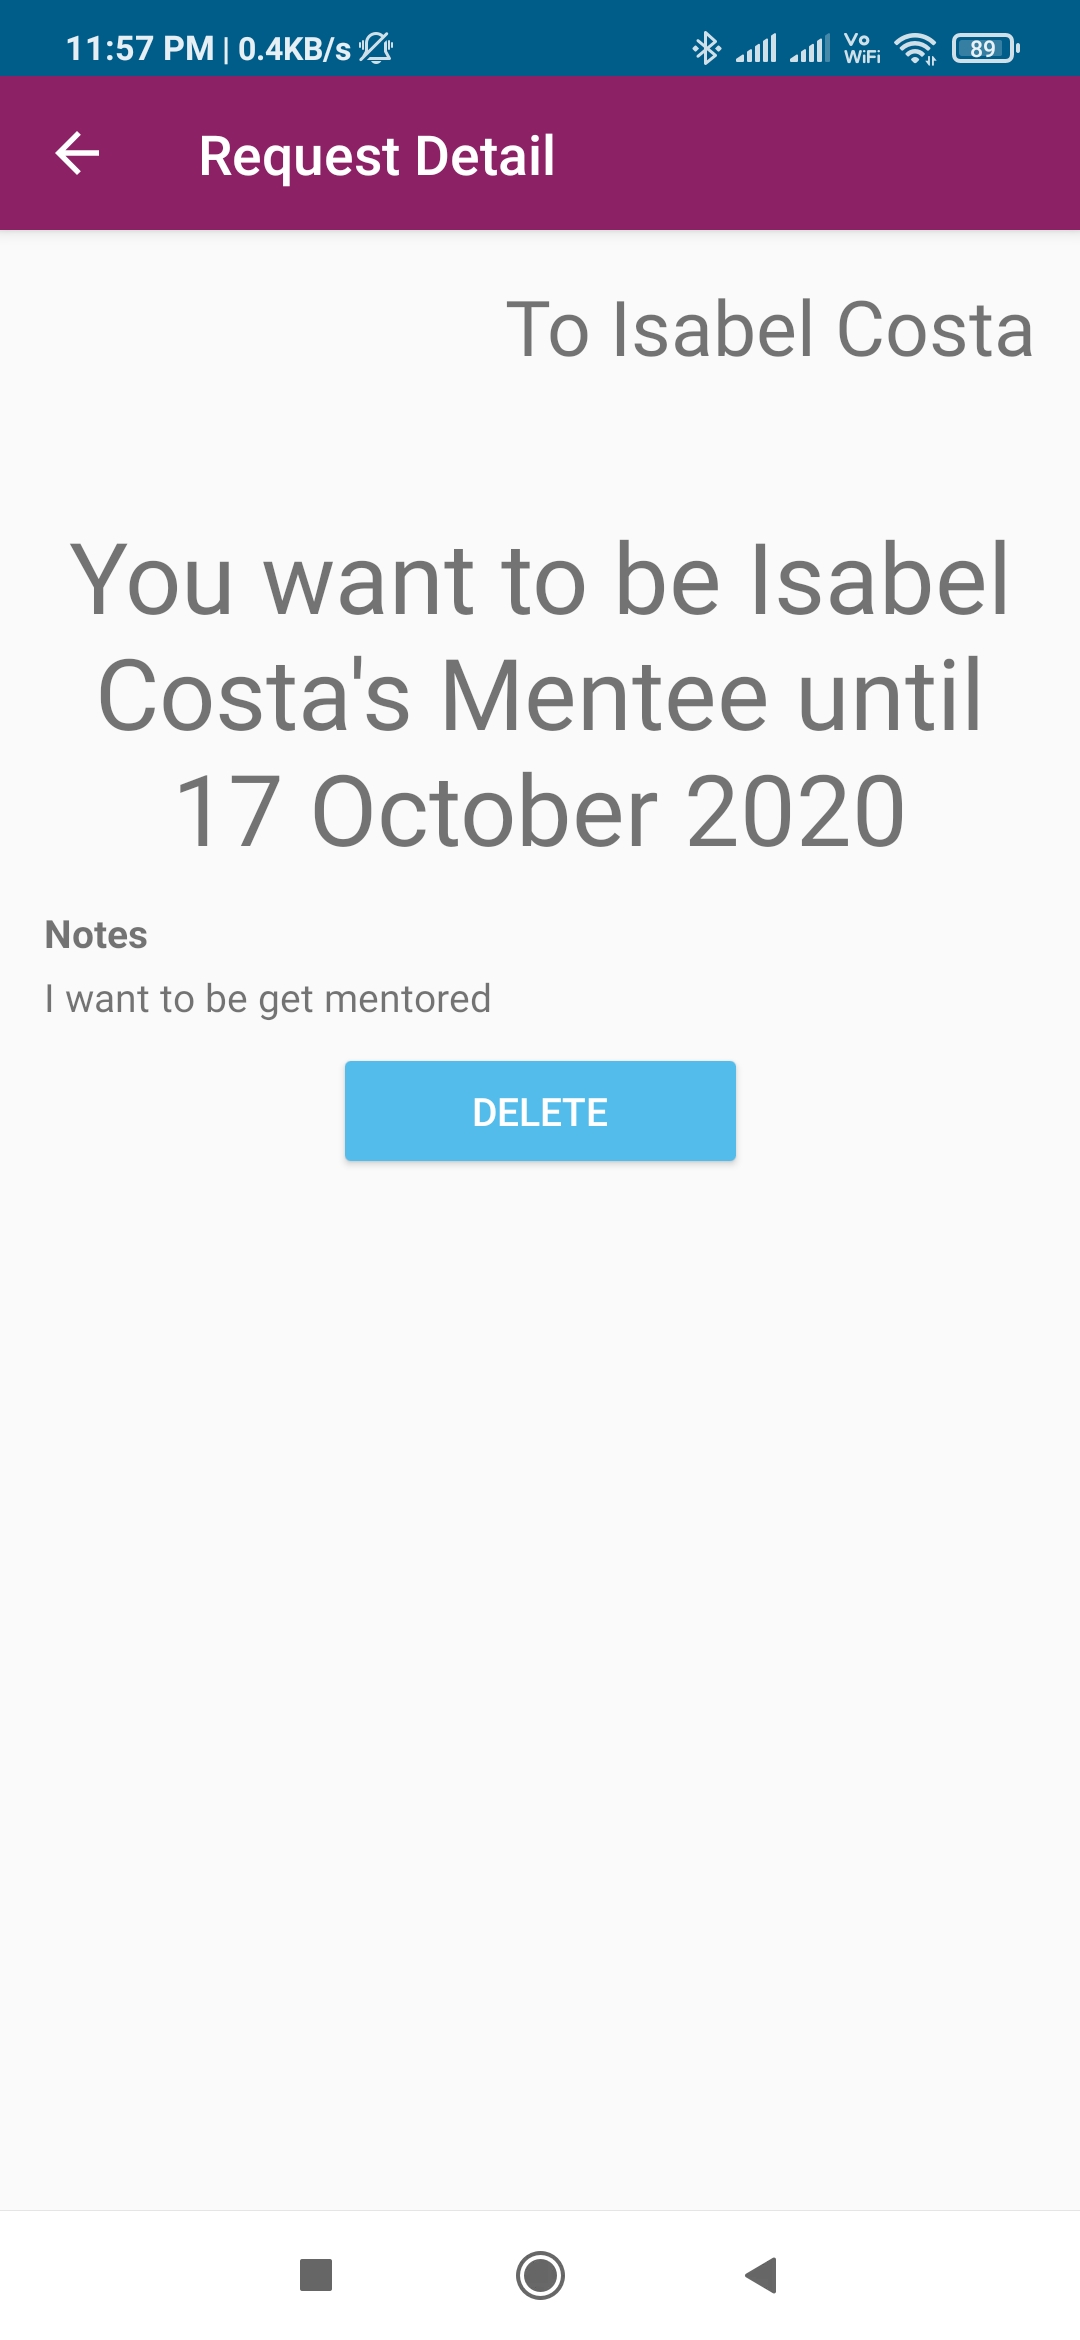 11:57 PM | 0.4KB/s
Vo
WiFi
89
Request Detail
To Isabel Costa
You want to be Isabel
Costa's Mentee until
17 October 2020
Notes
I want to be get mentored
DELETE